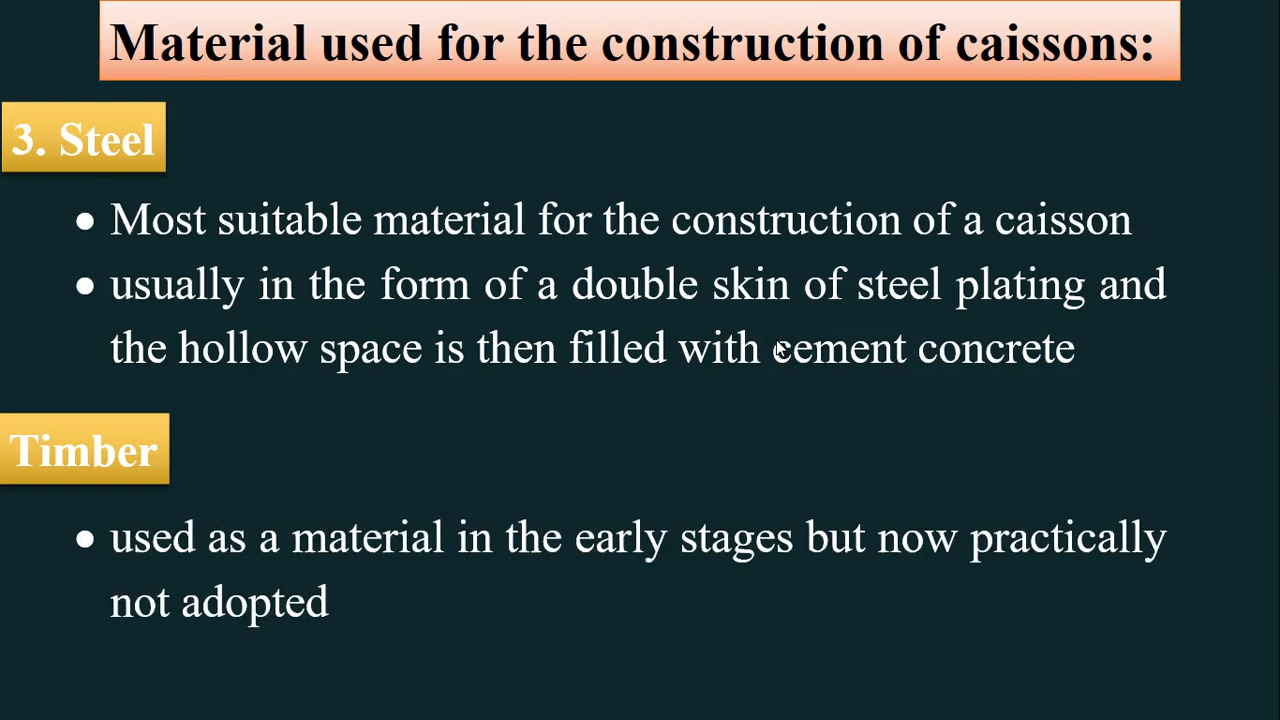 Material used for the construction of caissons:
3. Steel
• Most suitable material for the construction of a caisson
• usually in the form of a double skin of steel plating and
the hollow space is then filled with cement concrete
Timber
• used as a material in the early stages but now practically
not adopted